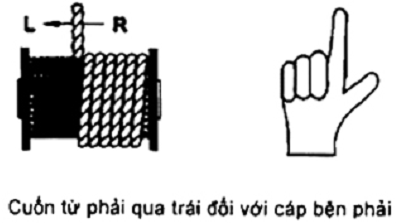 L R
Cuốn từ phải qua trái đối với cáp bện phải